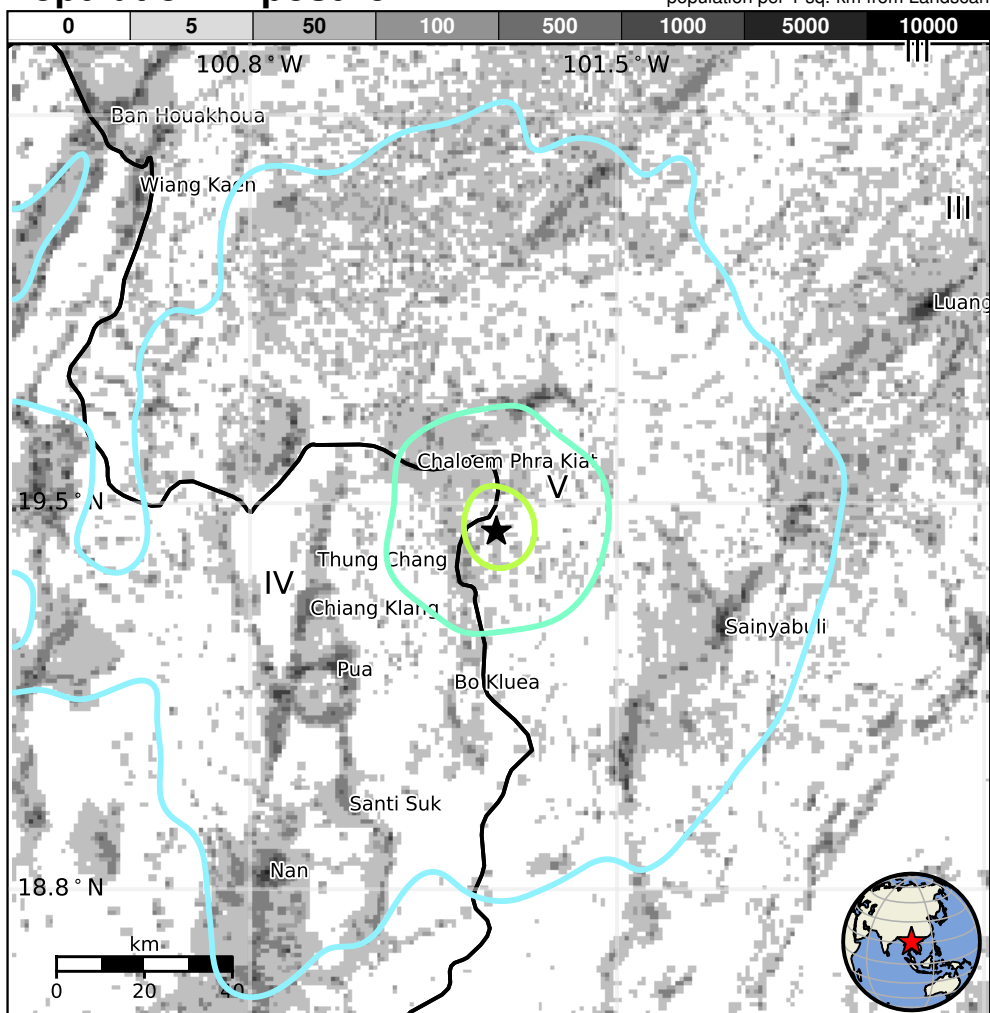 population per 1 sq. km from Landscan
0 5 50 100 500 1000 5000 10000
III
100.8°W 101.5°W
Ban Houakhoua
Wiang Kaen
III
Luang
Chaloem Phra Kiat
V
19.5°N
Thung Chang
IV
Chiang Klang
Sainyabuli
Pua
Bo Kluea
Santi Suk
Nan
18.8°N
km
0 20 40